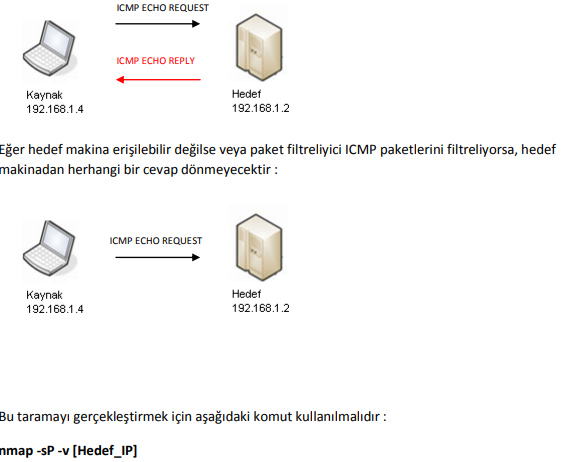 ICMP ECHO REQUEST
ICMP ECHO REPLY
Kaynak
192.168.1.4
Hedef
192.168.1.2
Eğer hedef makina erişilebilir değilse veya paket filtreliyici ICMP paketlerini filtreliyorsa, hedef
makinadan herhangi bir cevap dönmeyecektir :
ICMP ECHO REQUEST
Kaynak
192.168.1.4
Hedef
192.168.1.2
Bu taramayı gerçekleştirmek için aşağıdaki komut kullanılmalıdır :
nmap -sP -v [Hedef_IP]